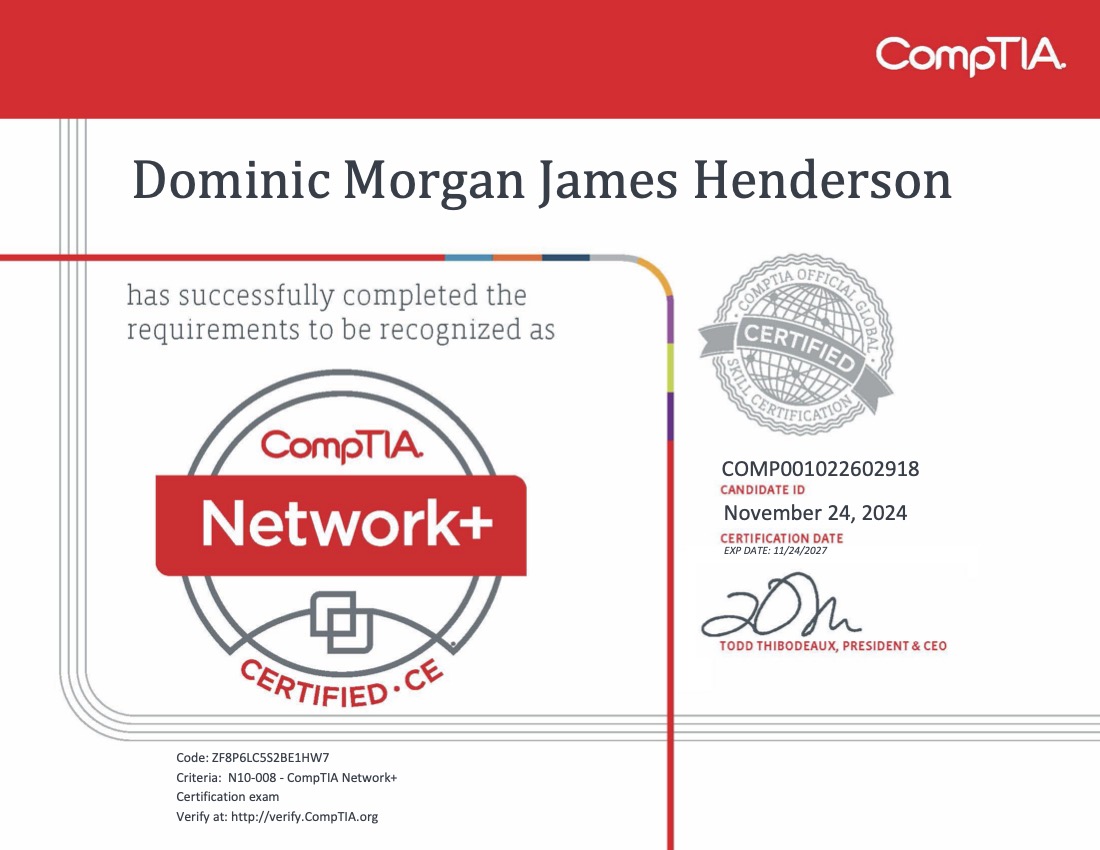 CompTIA.
Dominic Morgan James Henderson
has successfully completed the
requirements to be recognized as
COMPTIA OFFICIAL GLOBAL
CERTIFIED
SKILL CERTIFICATION
CompTIA.
Network+
CERTIFIED · CE
COMP001022602918
CANDIDATE ID
November 24, 2024
CERTIFICATION DATE
EXP DATE: 11/24/2027
TODD THIBODEAUX, PRESIDENT & CEO
Code: ZF8P6LC5S2BE1HW7
Criteria: N10-008 - CompTIA Network+
Certification exam
Verify at: http://verify.CompTIA.org